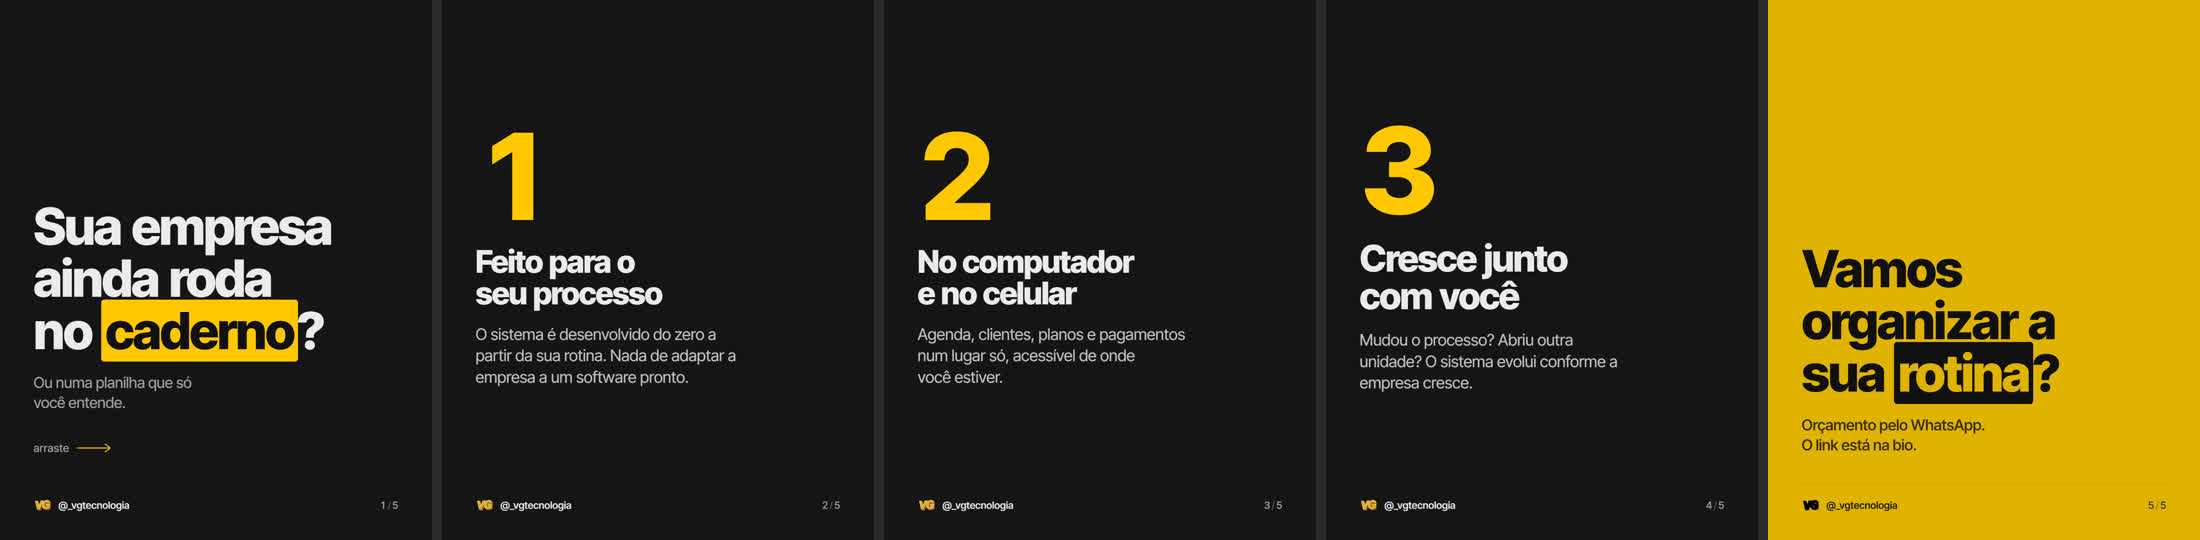 Sua empresa
ainda roda
no caderno?
Ou numa planilha que só
você entende.
arraste
VG @_vgtecnologia 1/5
1
Feito para o
seu processo
O sistema é desenvolvido do zero a
partir da sua rotina. Nada de adaptar a
empresa a um software pronto.
VG @_vgtecnologia 2/5
2
No computador
e no celular
Agenda, clientes, planos e pagamentos
num lugar só, acessível de onde
você estiver.
VG @_vgtecnologia 3/5
3
Cresce junto
com você
Mudou o processo? Abriu outra
unidade? O sistema evolui conforme a
empresa cresce.
VG @_vgtecnologia 4/5
Vamos
organizar a
sua rotina?
Orçamento pelo WhatsApp.
O link está na bio.
VG @_vgtecnologia 5/5